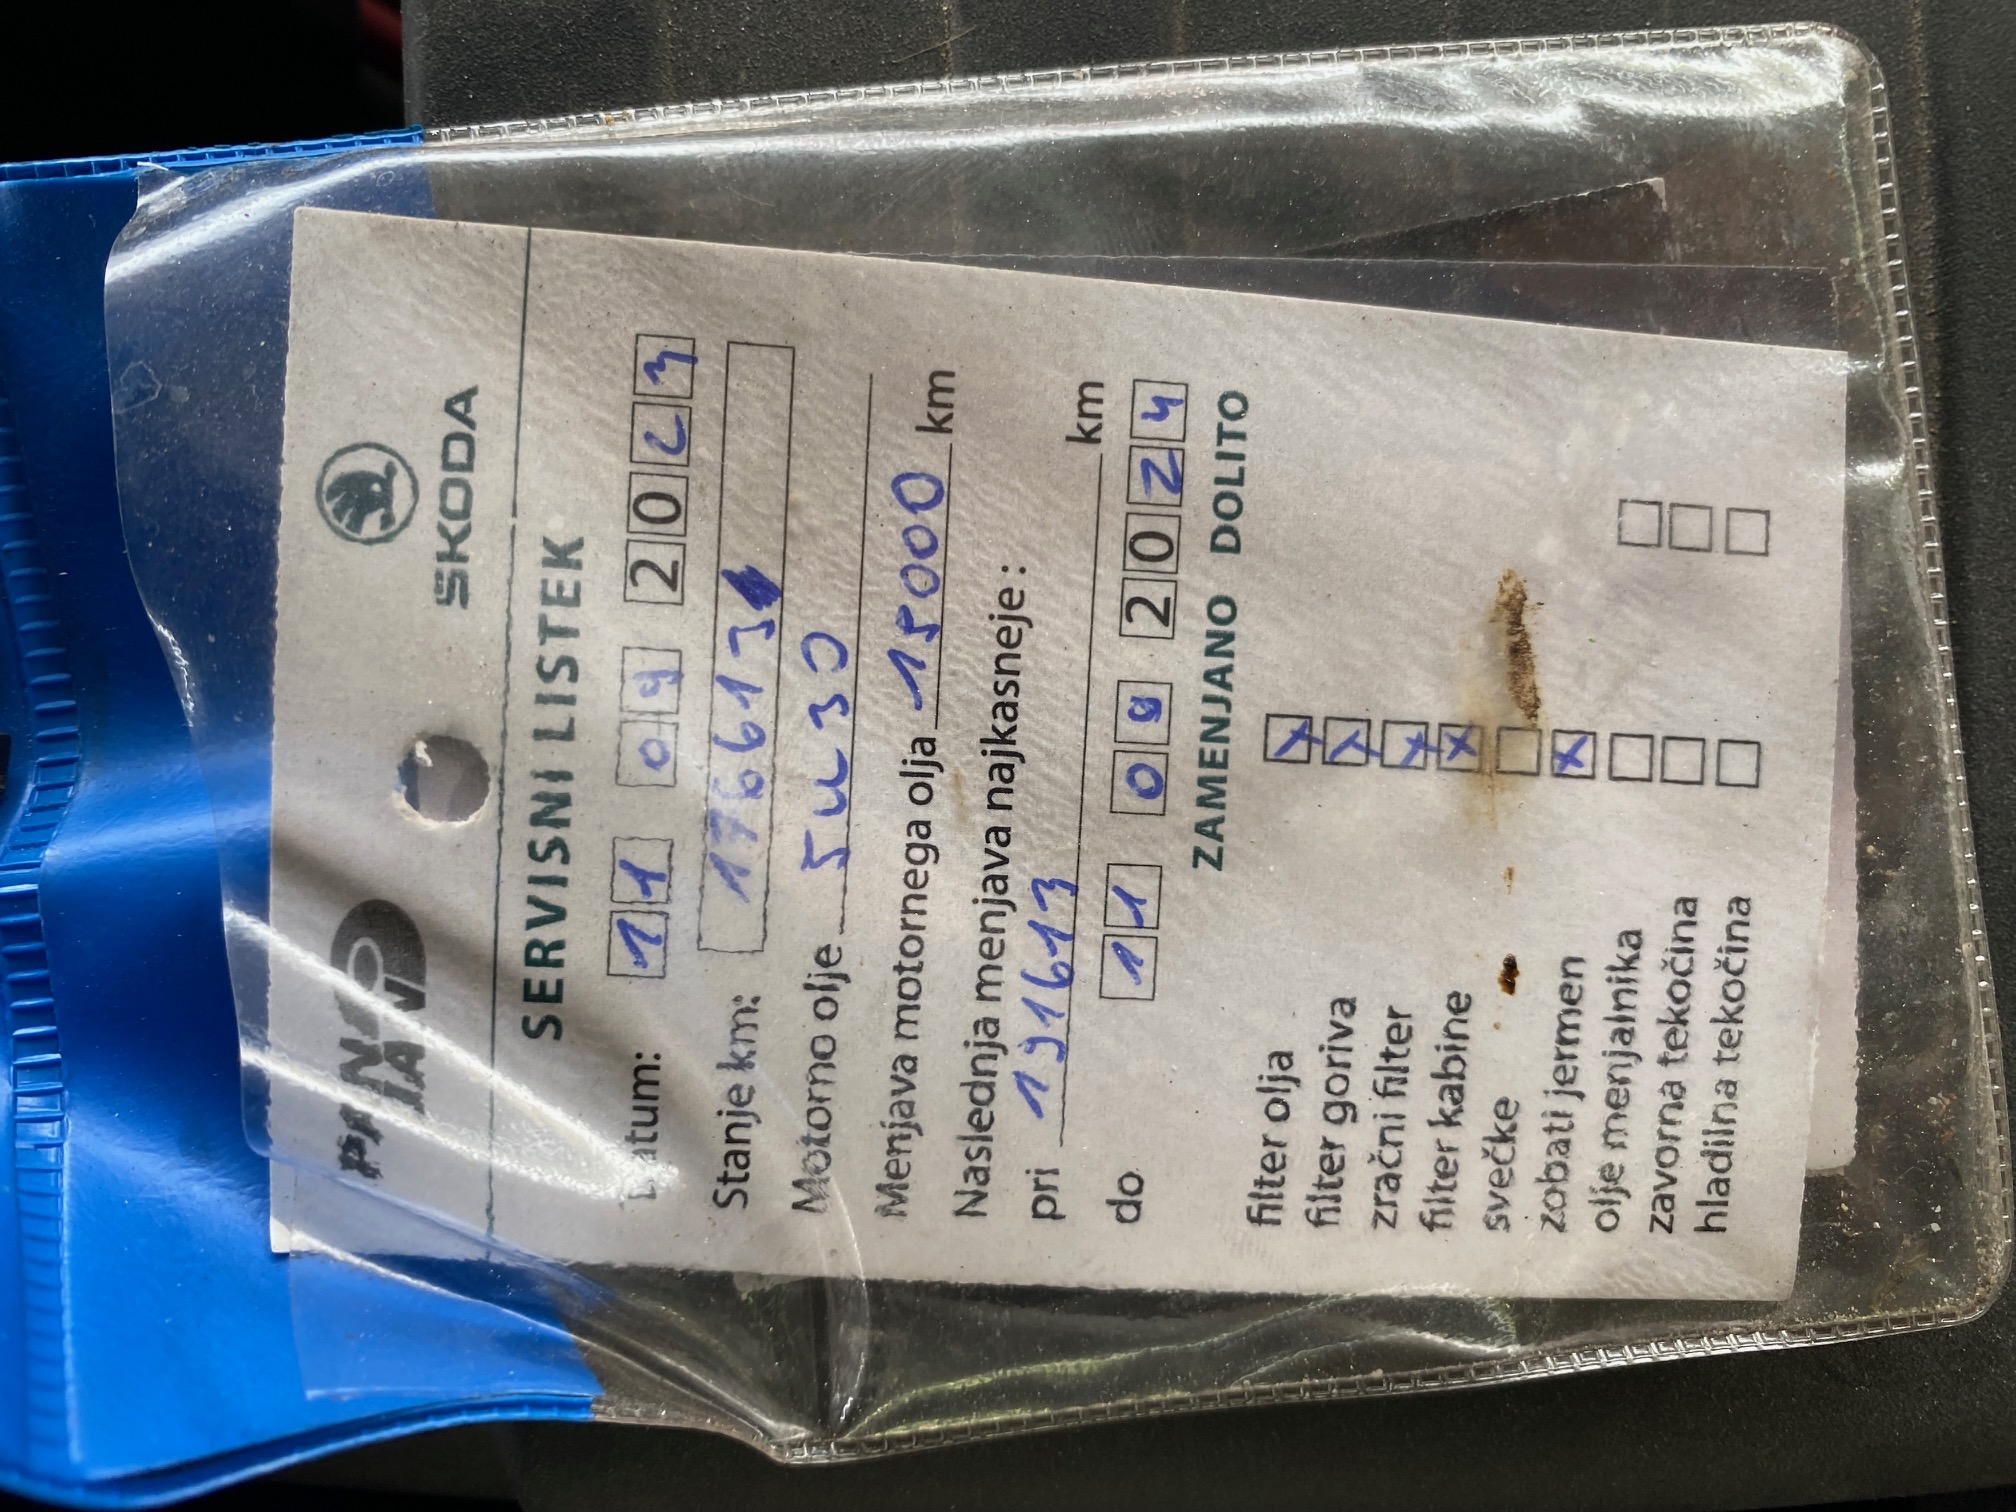 ŠKODA
SERVISNI LISTEK
Datum: 11 09 2023
Stanje km: 176613
Motorno olje 5W30
Menjava motornega olja 15000 km
Naslednja menjava najkasneje:
pri 191613 km
do 11 09 2024
ZAMENJANO DOLITO
filter olja x
filter goriva x
zračni filter x
filter kabine x
svečke
zobati jermen x
olje menjalnika
zavorna tekočina
hladilna tekočina